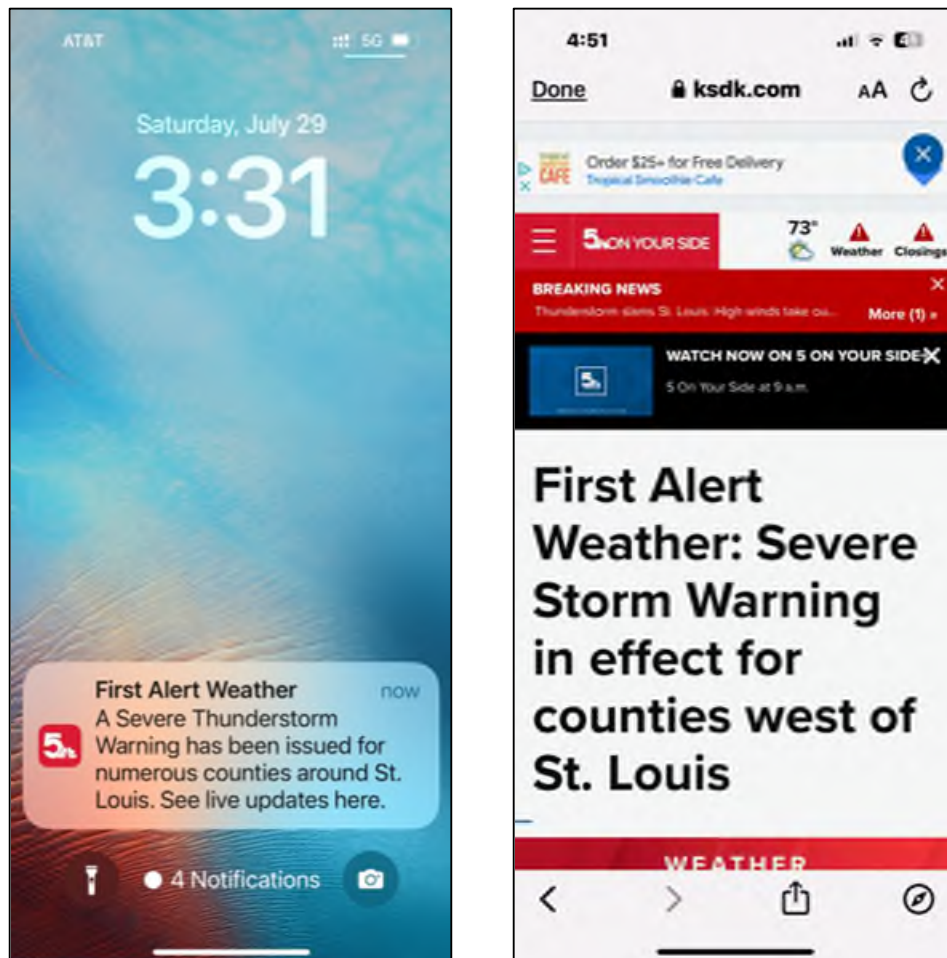 AT&T
5G
Saturday, July 29
3:31
First Alert Weather now
A Severe Thunderstorm
Warning has been issued for
numerous counties around St.
Louis. See live updates here.
4 Notifications
4:51
Done
ksdk.com
AA
CAFE
Order $25+ for Free Delivery
Tropical Smoothie Cafe
5 ON YOUR SIDE
73°
Weather
Closings
BREAKING NEWS
Thunderstorm slams St. Louis: High winds take ou...
More (1) »
WATCH NOW ON 5 ON YOUR SIDE
5 On Your Side at 9 a.m.
First Alert
Weather: Severe
Storm Warning
in effect for
counties west of
St. Louis
WEATHER